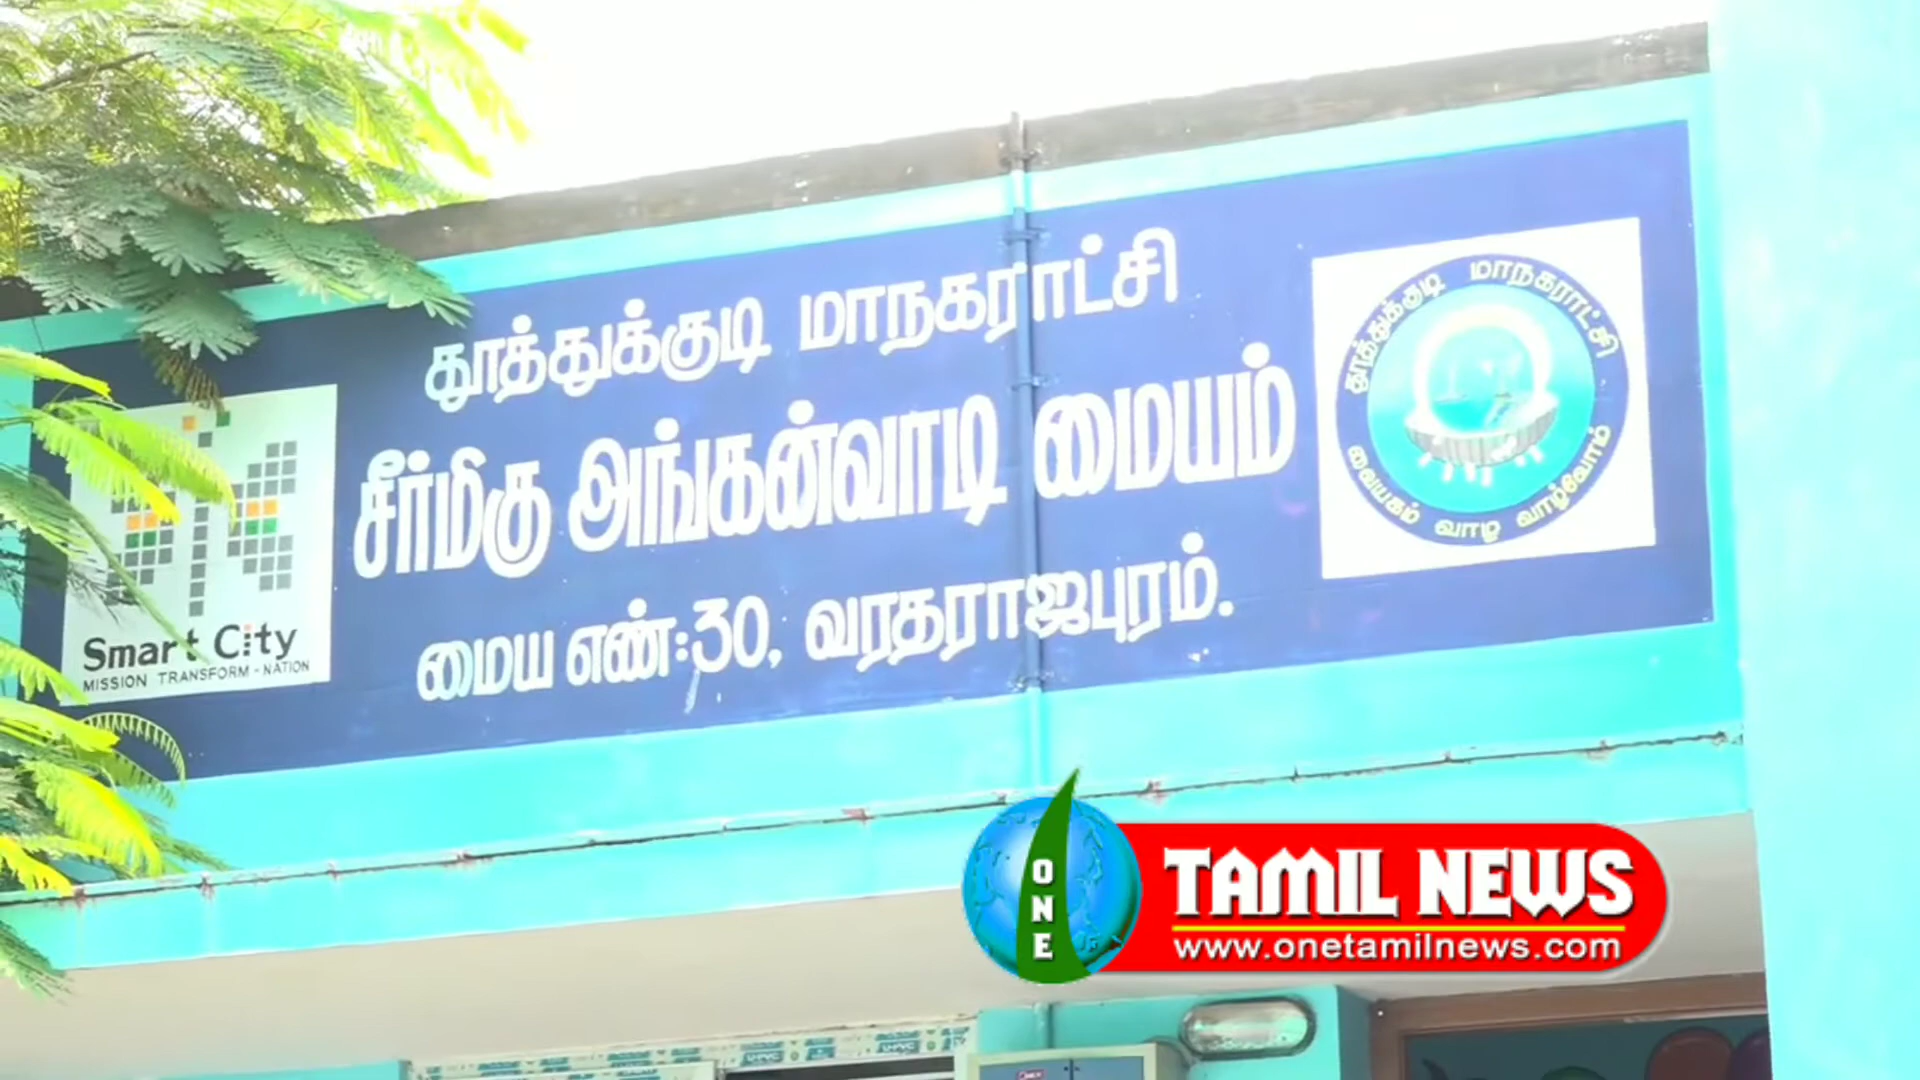 தூத்துக்குடி மாநகராட்சி
சீர்மிகு அங்கன்வாடி மையம்
மைய எண்:30, வரதராஜபுரம்.
Smart City
MISSION TRANSFORM - NATION
தூத்துக்குடி மாநகராட்சி
வையகம் வாழ வாழ்வோம்
ONE
TAMIL NEWS
www.onetamilnews.com